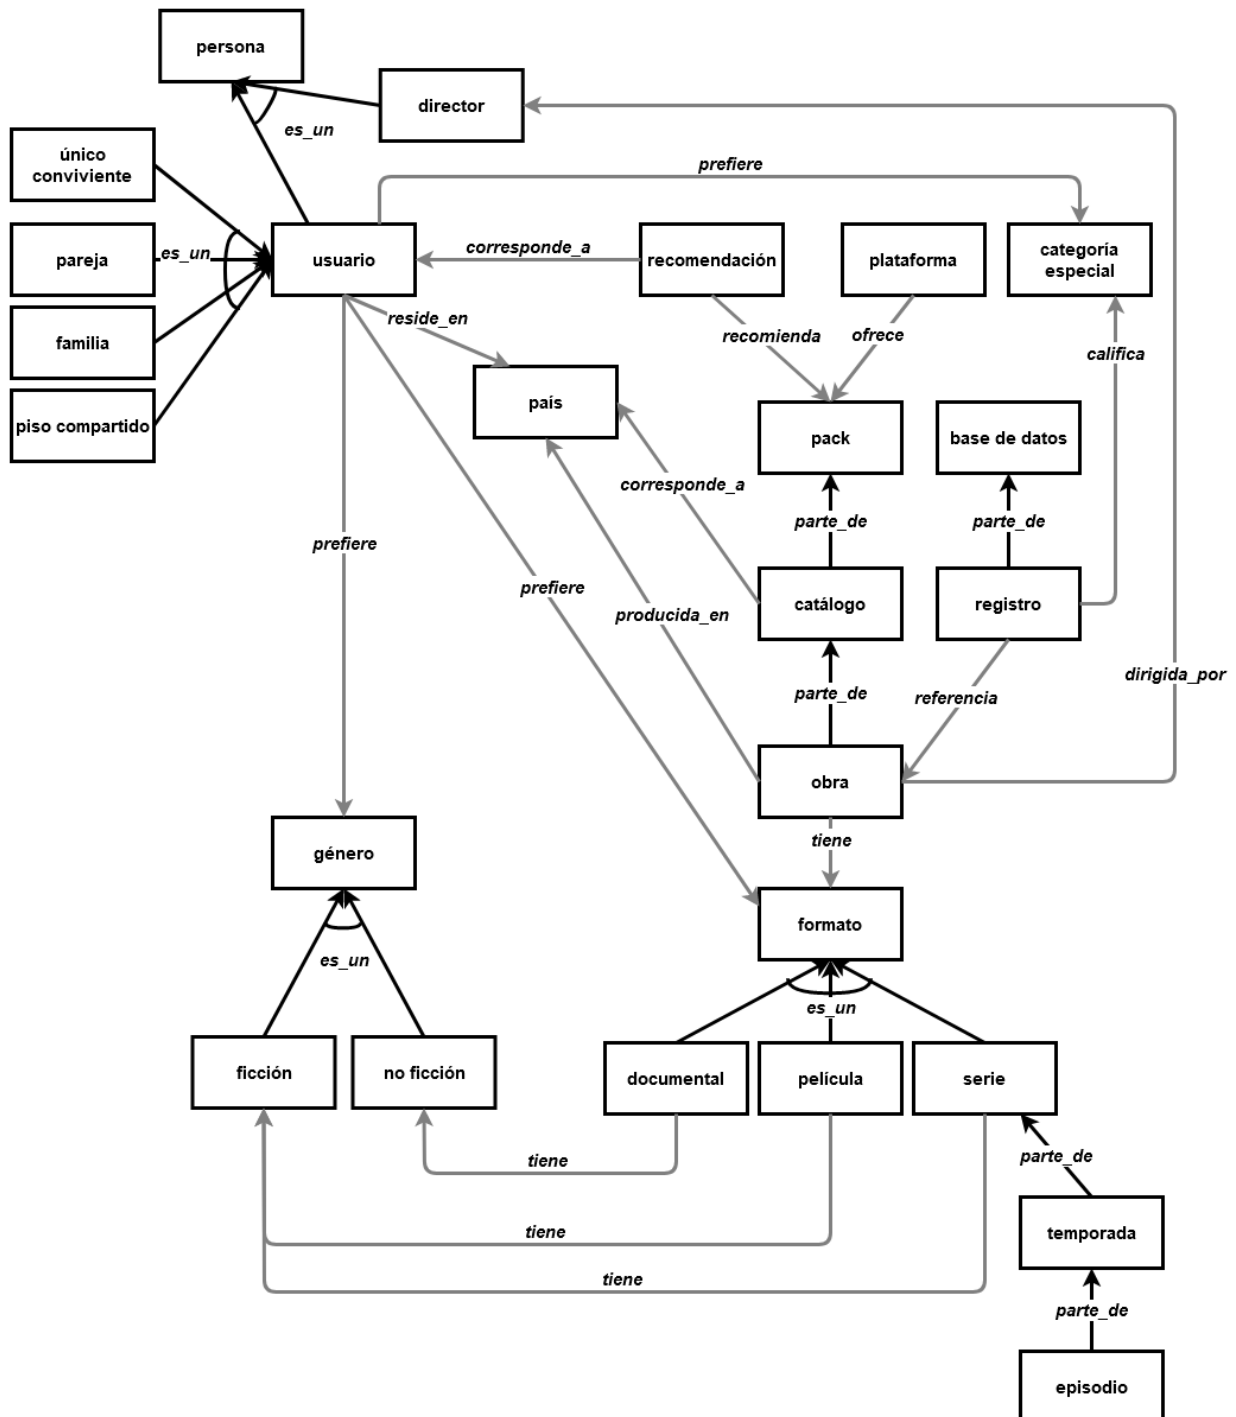 persona
director
es_un
único
conviviente
prefiere
pareja
es_un
usuario
corresponde_a
recomendación
plataforma
categoría
especial
familia
reside_en
recomienda
ofrece
califica
piso compartido
país
pack
base de datos
corresponde_a
parte_de
parte_de
prefiere
prefiere
producida_en
catálogo
registro
dirigida_por
parte_de
referencia
obra
tiene
género
formato
es_un
es_un
ficción
no ficción
documental
película
serie
tiene
parte_de
tiene
temporada
tiene
parte_de
episodio